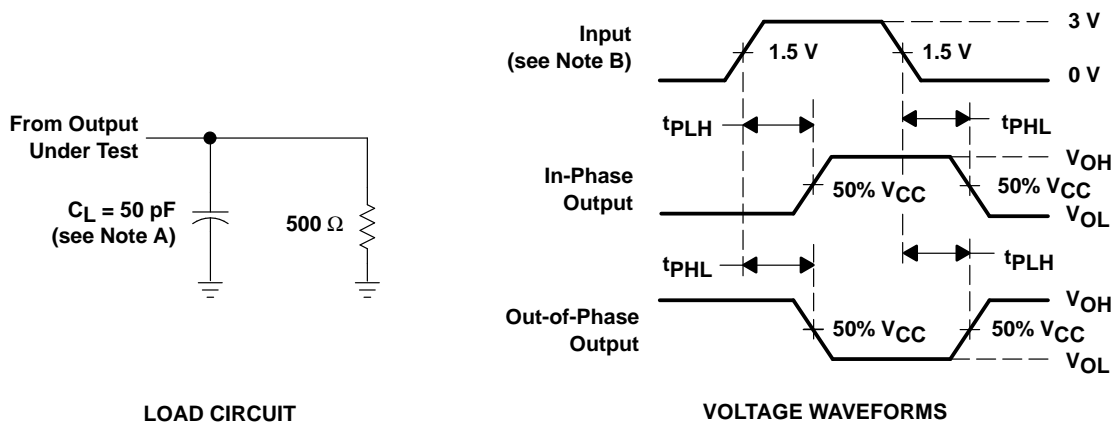 From Output
Under Test
CL = 50 pF
(see Note A)
500 Ω
LOAD CIRCUIT
Input
(see Note B)
1.5 V
1.5 V
3 V
0 V
tPLH
tPHL
In-Phase
Output
50% VCC
50% VCC
VOH
VOL
tPHL
tPLH
Out-of-Phase
Output
50% VCC
50% VCC
VOH
VOL
VOLTAGE WAVEFORMS